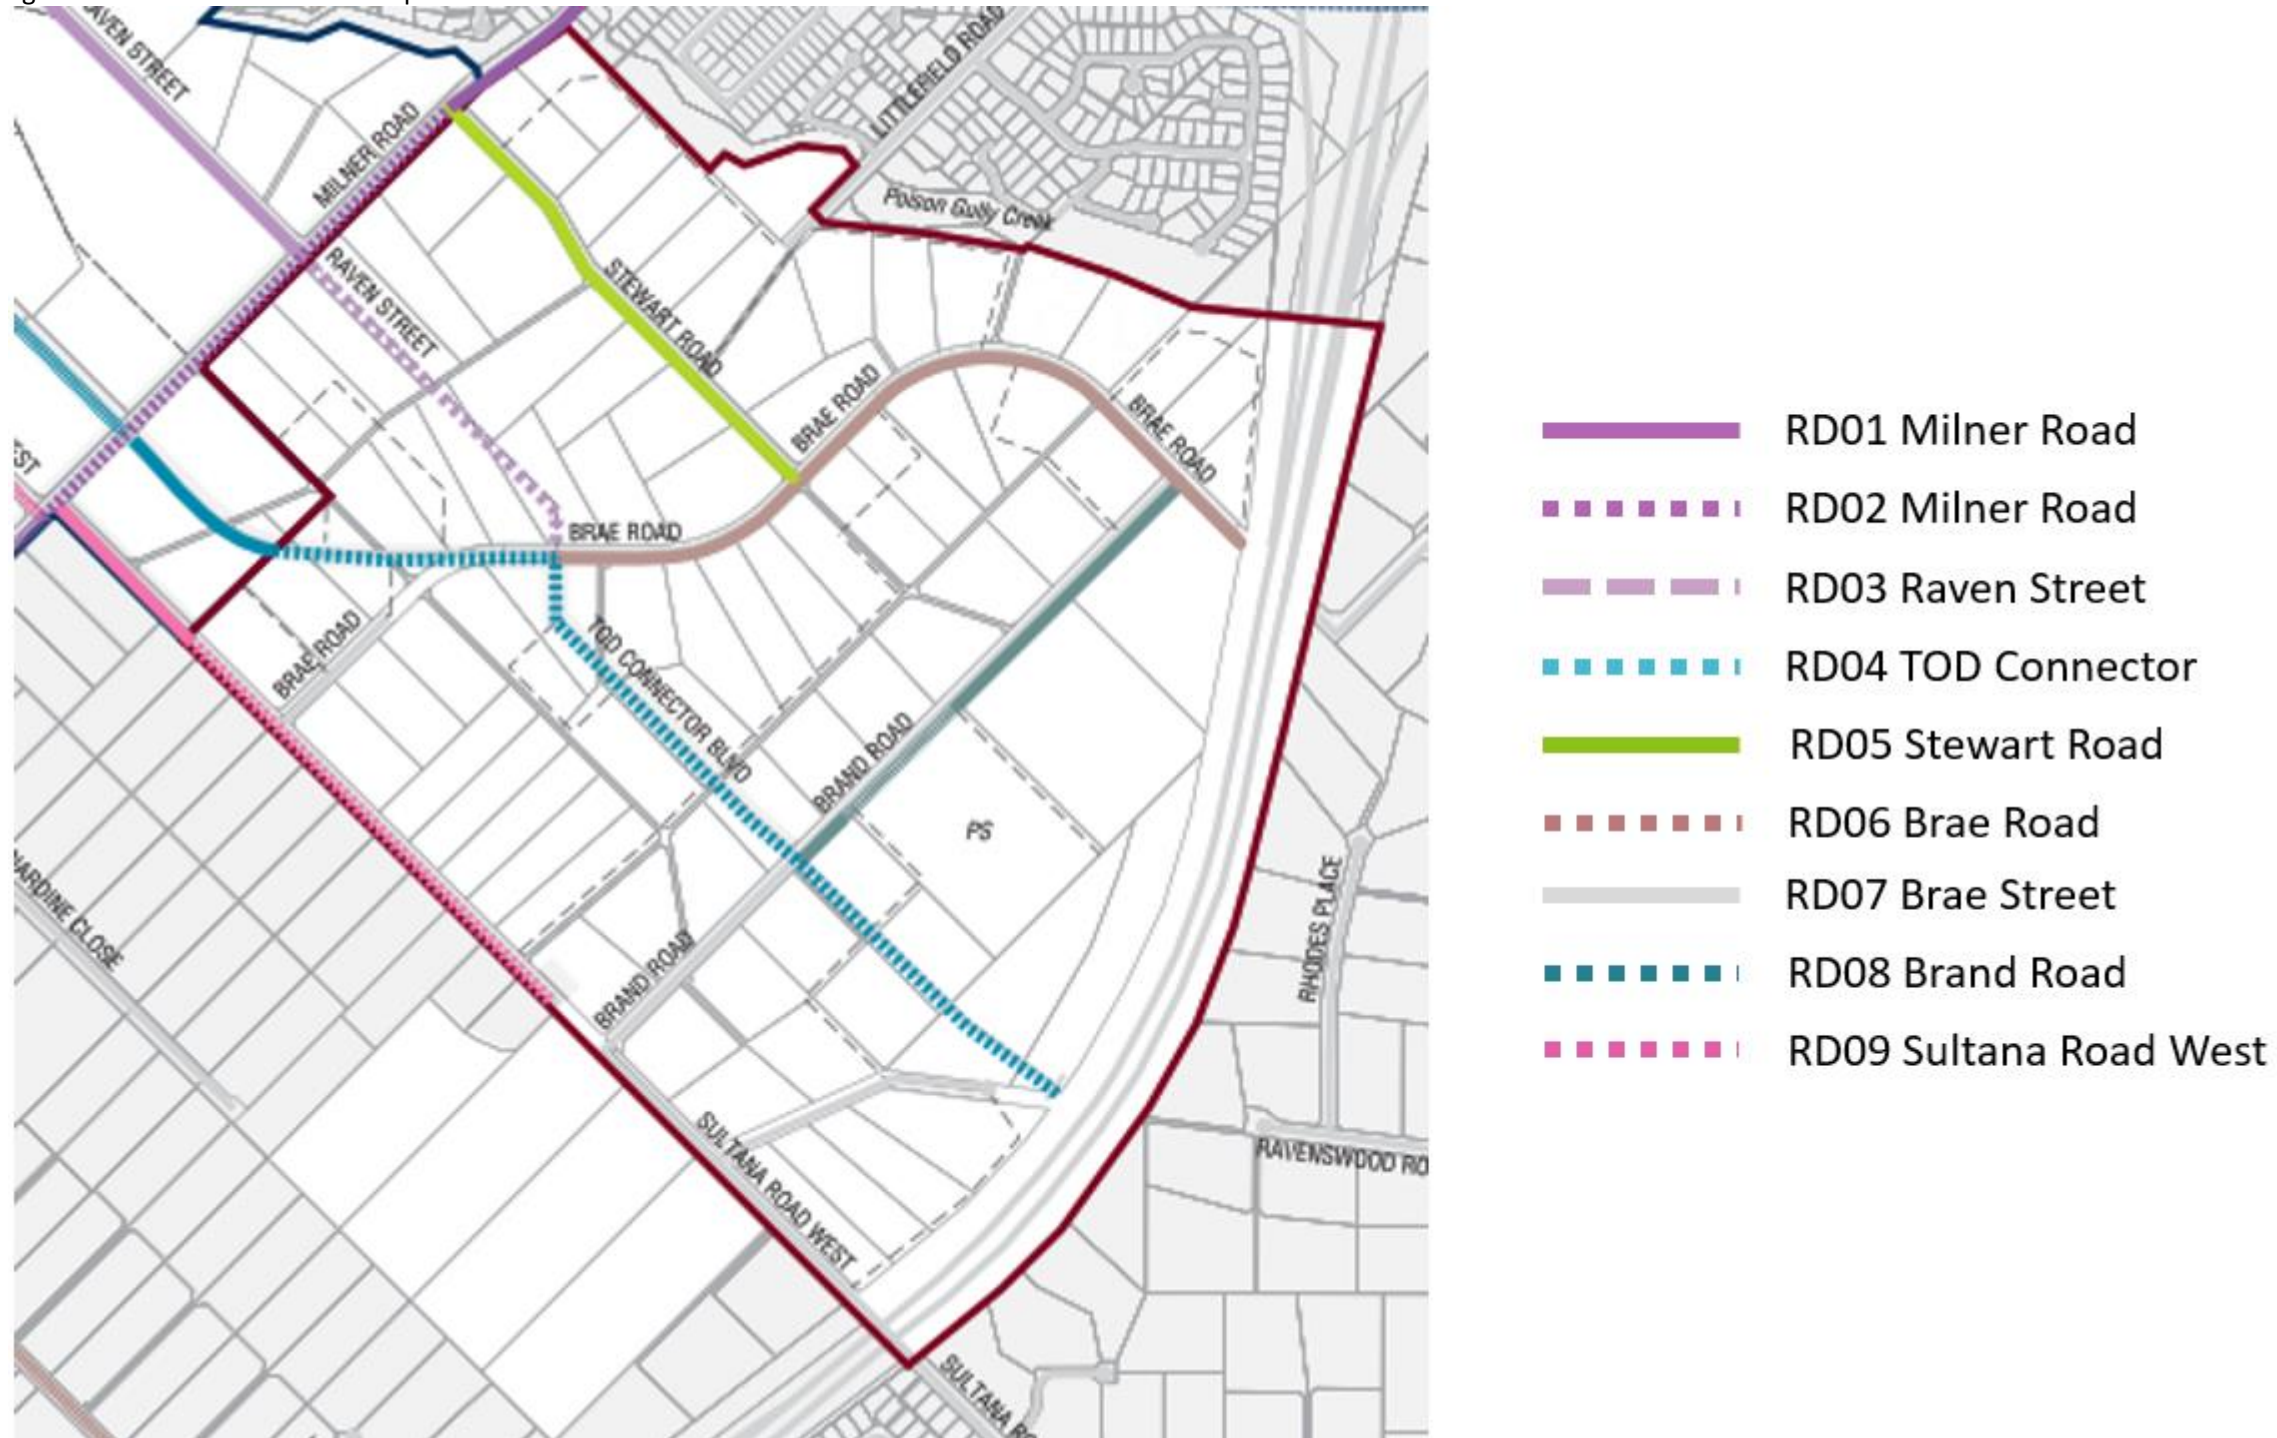 LITTLEFIELD ROAD
MILNER ROAD
Poison Gully Creek
RAVEN STREET
STEWART ROAD
BRAE ROAD
BRAE ROAD
BRAE ROAD
BRAE ROAD
TOD CONNECTOR BLVD
BRAND ROAD
PS
BRAND ROAD
RHODES PLACE
SULTANA ROAD WEST
RD01 Milner Road
RD02 Milner Road
RD03 Raven Street
RD04 TOD Connector
RD05 Stewart Road
RD06 Brae Road
RD07 Brae Street
RD08 Brand Road
RD09 Sultana Road West
AVEN STREET
EST
ARDINE CLOSE
RAVENSWOOD RO
SULTANA RO